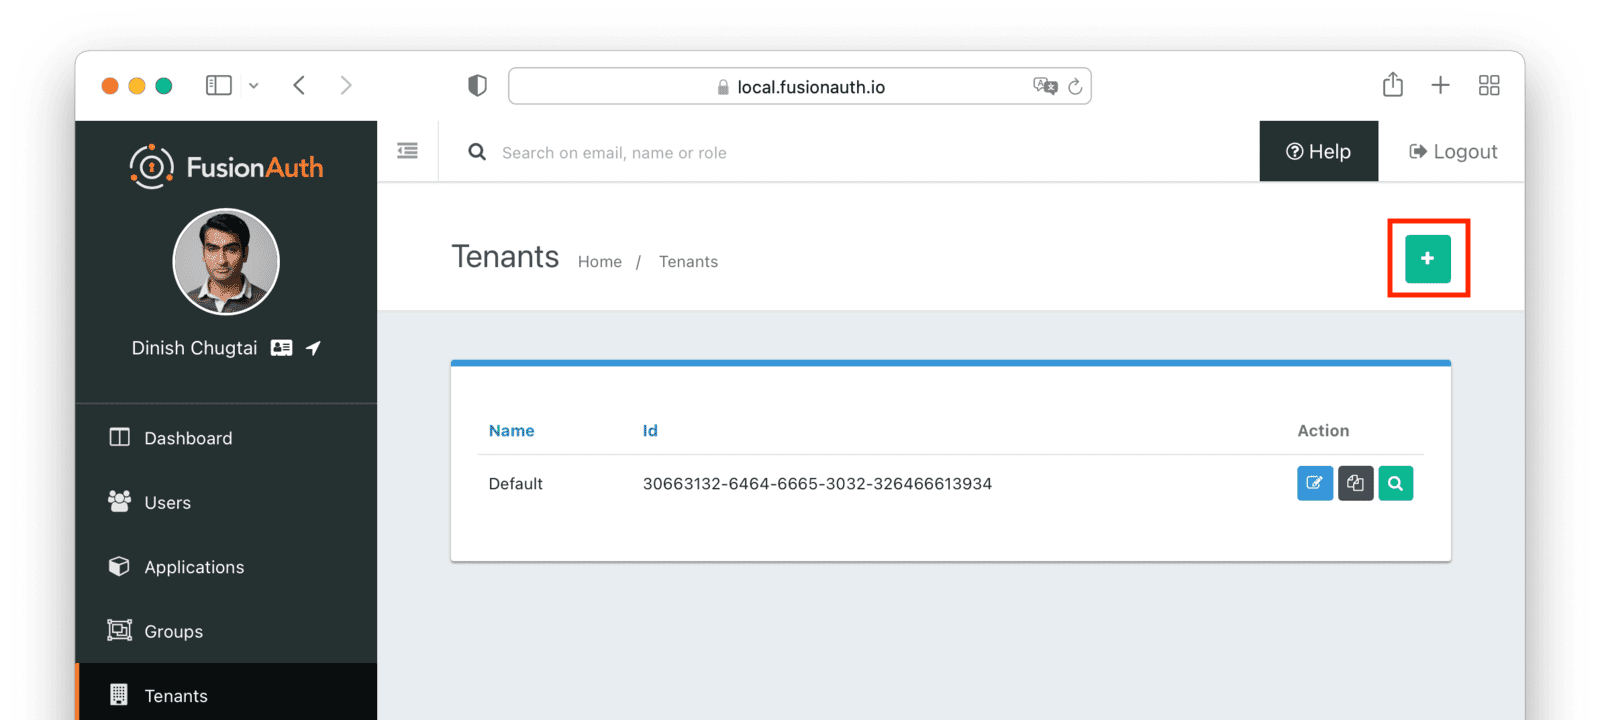 local.fusionauth.io
FusionAuth
Search on email, name or role
Help
Logout
Tenants
Home / Tenants
Dinish Chugtai
Dashboard
Users
Applications
Groups
Tenants
Name Id Action
Default 30663132-6464-6665-3032-326466613934